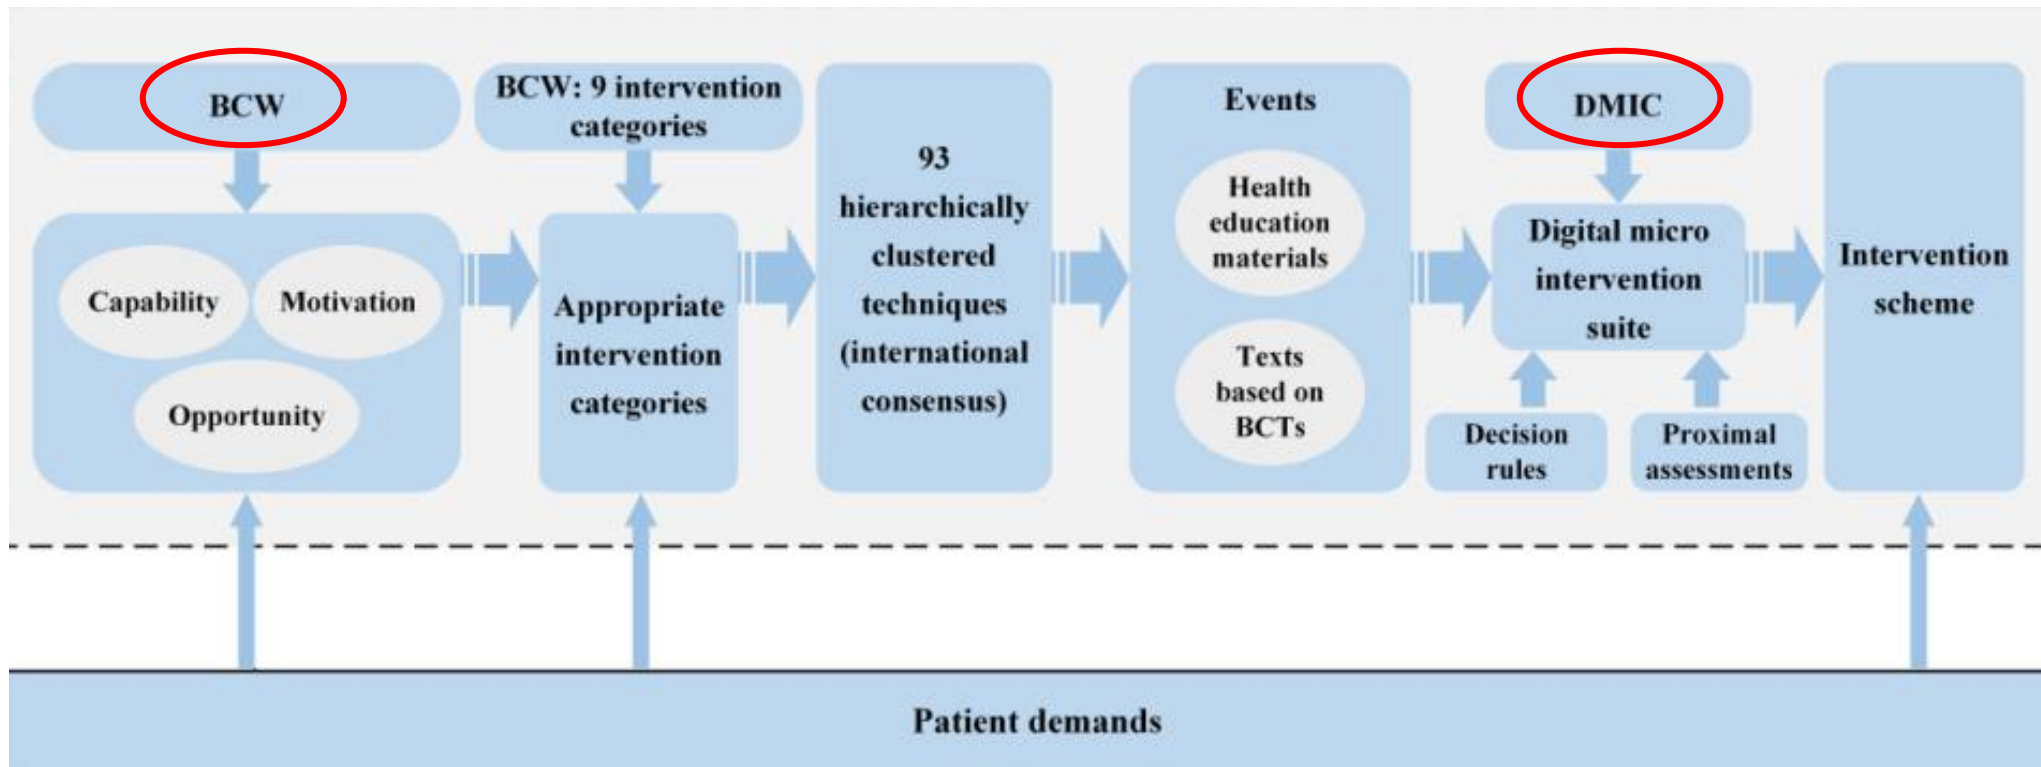 BCW
Capability
Motivation
Opportunity
BCW: 9 intervention
categories
Appropriate
intervention
categories
93
hierarchically
clustered
techniques
(international
consensus)
Events
Health
education
materials
Texts
based on
BCTs
DMIC
Digital micro
intervention
suite
Decision
rules
Proximal
assessments
Intervention
scheme
Patient demands